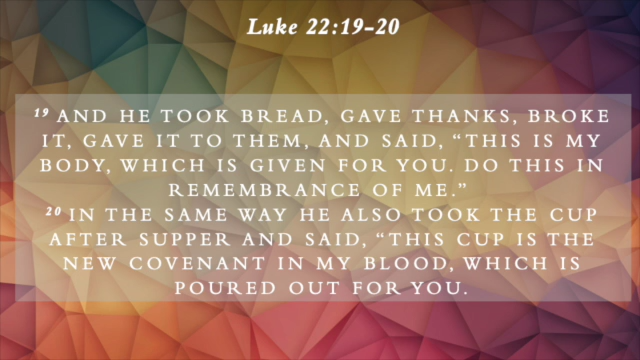 Luke 22:19-20
19 AND HE TOOK BREAD, GAVE THANKS, BROKE
IT, GAVE IT TO THEM, AND SAID, “THIS IS MY
BODY, WHICH IS GIVEN FOR YOU. DO THIS IN
REMEMBRANCE OF ME.”
20 IN THE SAME WAY HE ALSO TOOK THE CUP
AFTER SUPPER AND SAID, “THIS CUP IS THE
NEW COVENANT IN MY BLOOD, WHICH IS
POURED OUT FOR YOU.